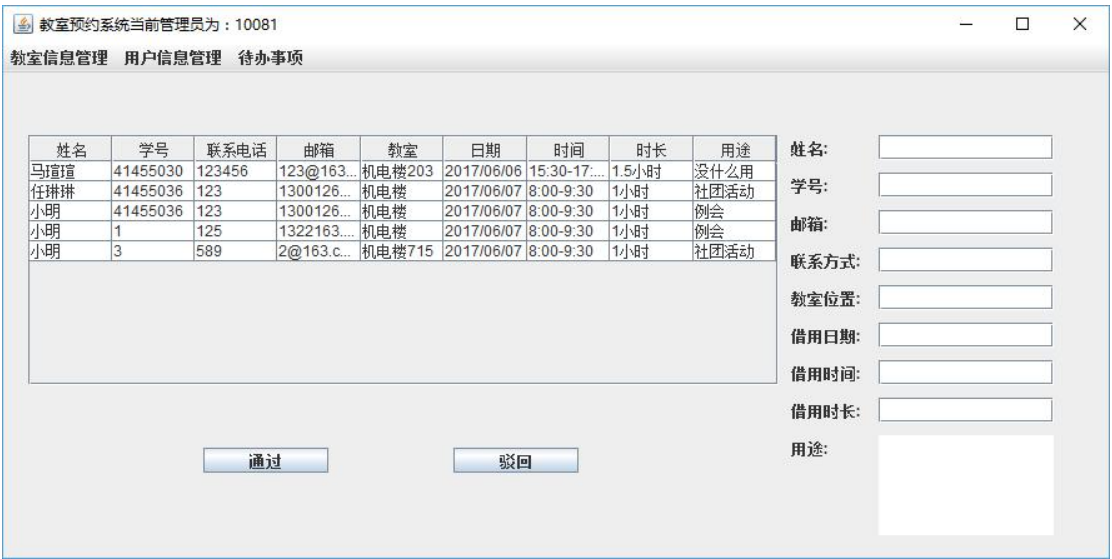 教室预约系统当前管理员为：10081
教室信息管理 用户信息管理 待办事项
姓名 学号 联系电话 邮箱 教室 日期 时间 时长 用途
马瑄瑄 41455030 123456 123@163... 机电楼203 2017/06/06 15:30-17:... 1.5小时 没什么用
任琳琳 41455036 123 1300126... 机电楼 2017/06/07 8:00-9:30 1小时 社团活动
小明 41455036 123 1300126... 机电楼 2017/06/07 8:00-9:30 1小时 例会
小明 1 125 1322163.... 机电楼 2017/06/07 8:00-9:30 1小时 例会
小明 3 589 2@163.c... 机电楼715 2017/06/07 8:00-9:30 1小时 社团活动
姓名:
学号:
邮箱:
联系方式:
教室位置:
借用日期:
借用时间:
借用时长:
用途:
通过 驳回